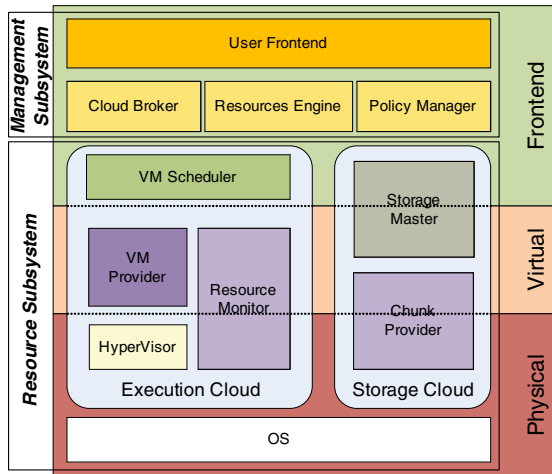 Management
Subsystem
User Frontend
Cloud Broker
Resources Engine
Policy Manager
Frontend
Resource Subsystem
VM Scheduler
Storage
Master
VM
Provider
Resource
Monitor
Virtual
Chunk
Provider
HyperVisor
Execution Cloud
Storage Cloud
Physical
OS